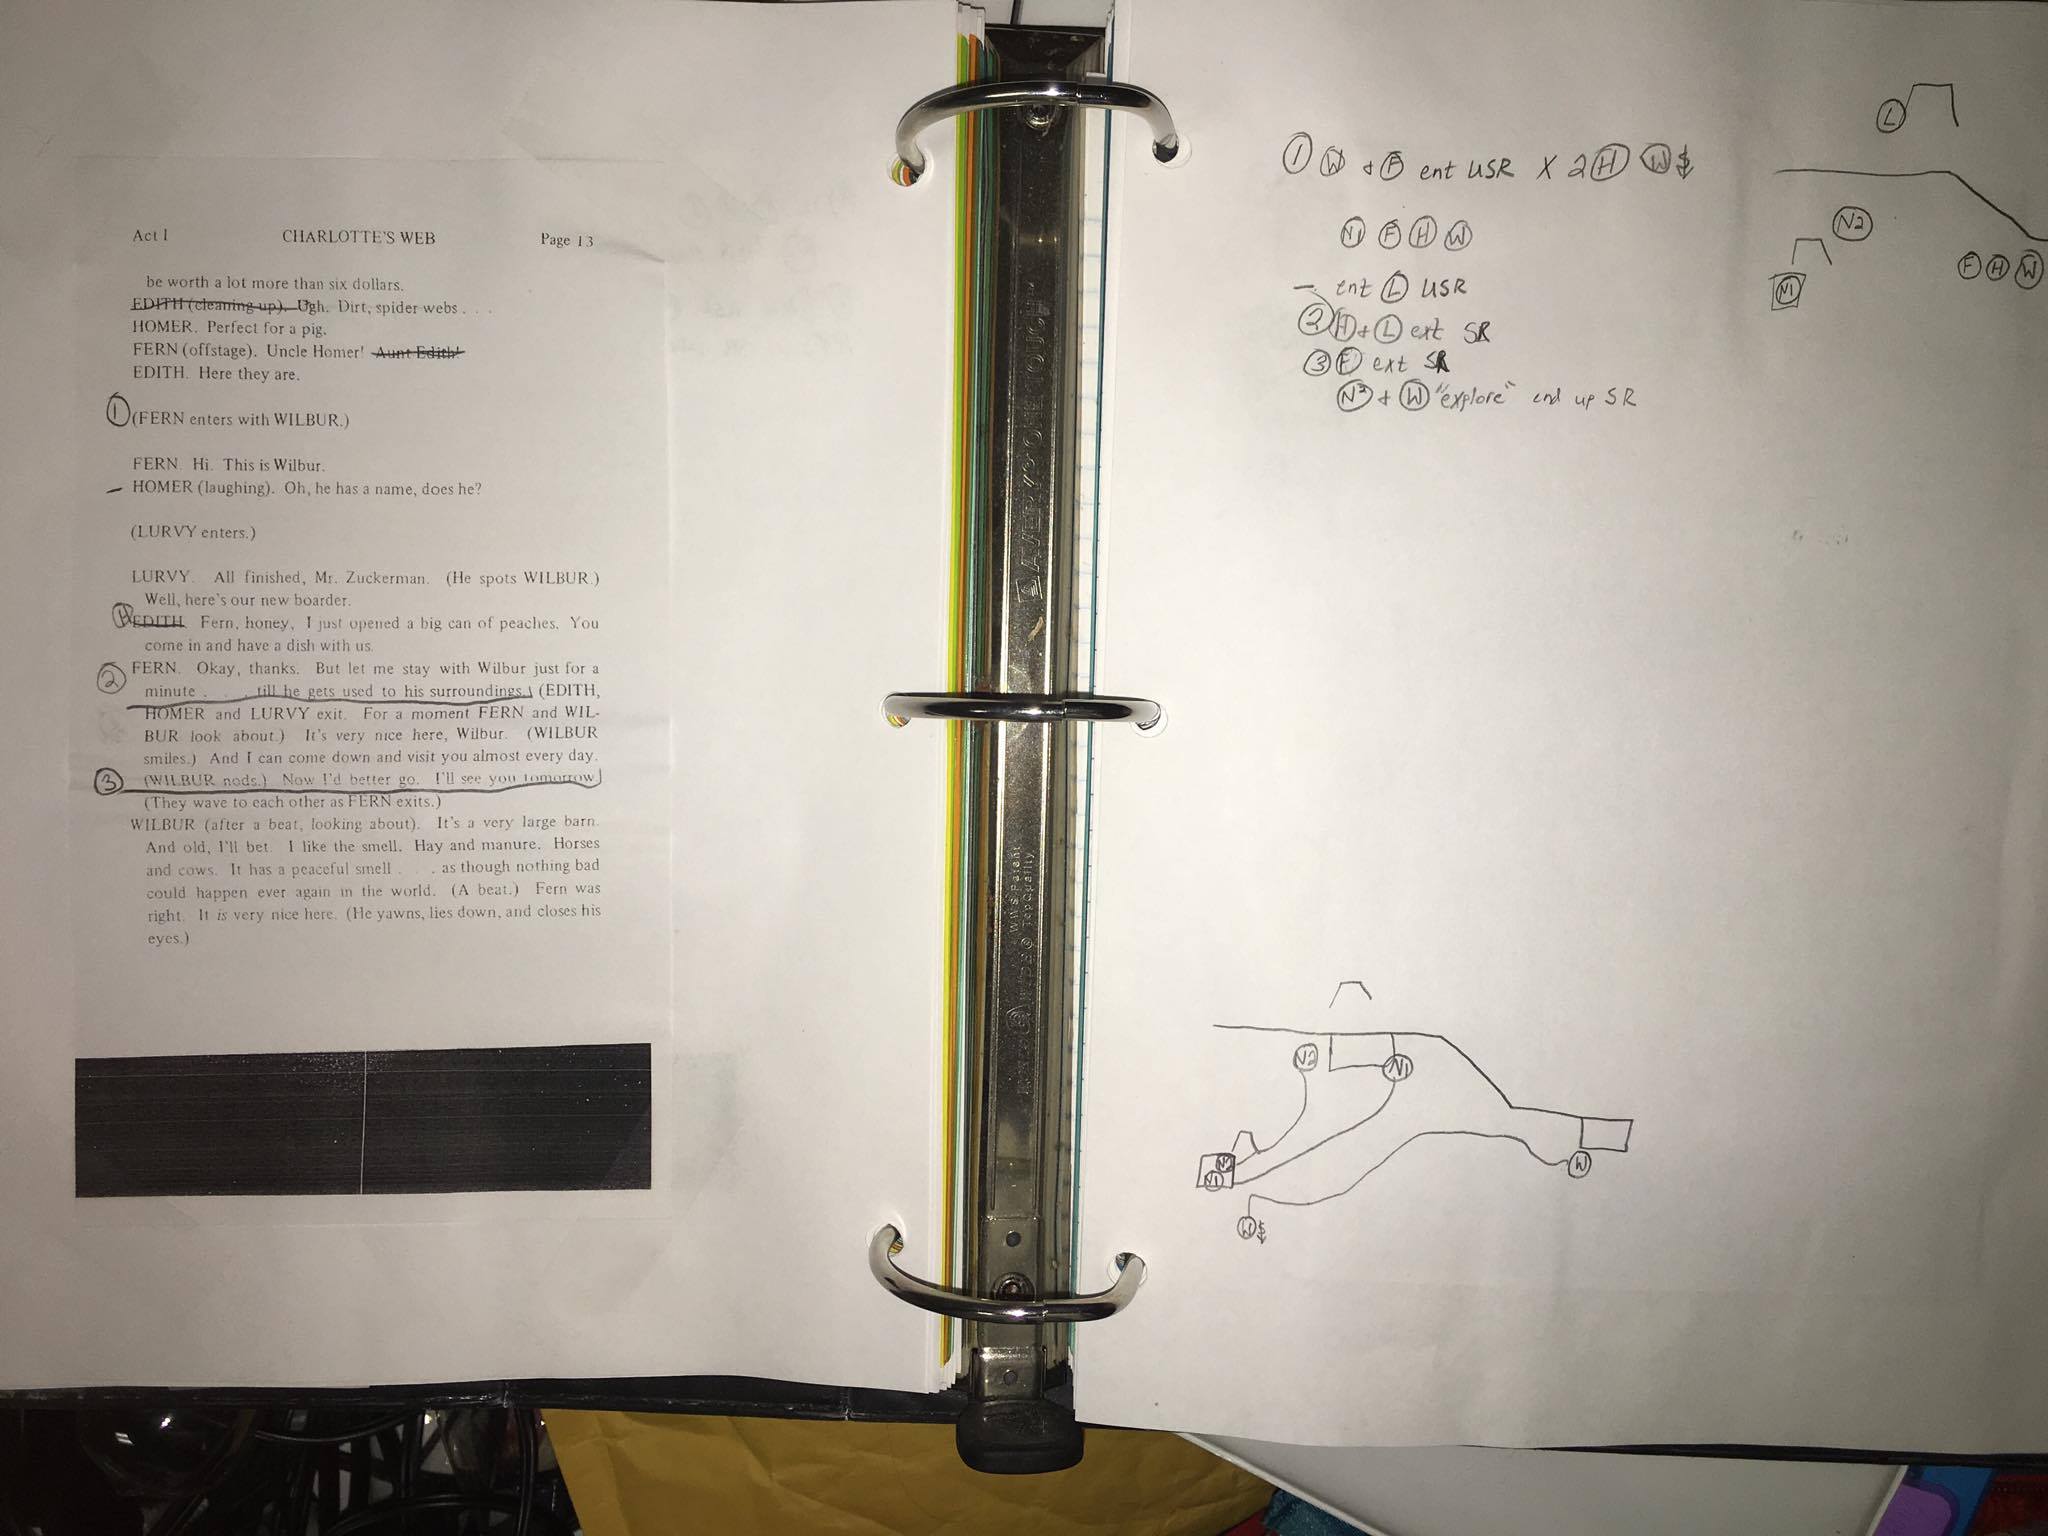 Act I CHARLOTTE'S WEB Page 13
be worth a lot more than six dollars.
EDITH (cleaning up). Ugh. Dirt, spider webs . . .
HOMER. Perfect for a pig.
FERN (offstage). Uncle Homer! Aunt Edith!
EDITH. Here they are.
1 (FERN enters with WILBUR.)
FERN. Hi. This is Wilbur.
– HOMER (laughing). Oh, he has a name, does he?
(LURVY enters.)
LURVY. All finished, Mr. Zuckerman. (He spots WILBUR.)
Well, here's our new boarder.
H EDITH. Fern, honey, I just opened a big can of peaches. You
come in and have a dish with us.
2 FERN. Okay, thanks. But let me stay with Wilbur just for a
minute . . . till he gets used to his surroundings. (EDITH,
HOMER and LURVY exit. For a moment FERN and WIL-
BUR look about.) It's very nice here, Wilbur. (WILBUR
smiles.) And I can come down and visit you almost every day.
3 (WILBUR nods.) Now I'd better go. I'll see you tomorrow.
(They wave to each other as FERN exits.)
WILBUR (after a beat, looking about). It's a very large barn.
And old, I'll bet. I like the smell. Hay and manure. Horses
and cows. It has a peaceful smell . . . as though nothing bad
could happen ever again in the world. (A beat.) Fern was
right. It is very nice here. (He yawns, lies down, and closes his
eyes.)
AVERY ONE TOUCH
W.W.S. Patent
TopQuality
1 W + F ent USR X 2 H W
N1 F H W
– ent L USR
2 H + L ext SR
3 F ext SR
+ W "explore" end up SR
L
N2
F H W
N1
N2 N1
N2
N1
W
W